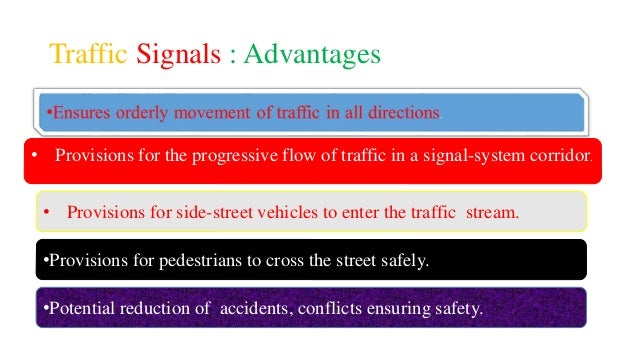 Traffic Signals : Advantages
•Ensures orderly movement of traffic in all directions.
• Provisions for the progressive flow of traffic in a signal-system corridor.
• Provisions for side-street vehicles to enter the traffic stream.
•Provisions for pedestrians to cross the street safely.
•Potential reduction of accidents, conflicts ensuring safety.